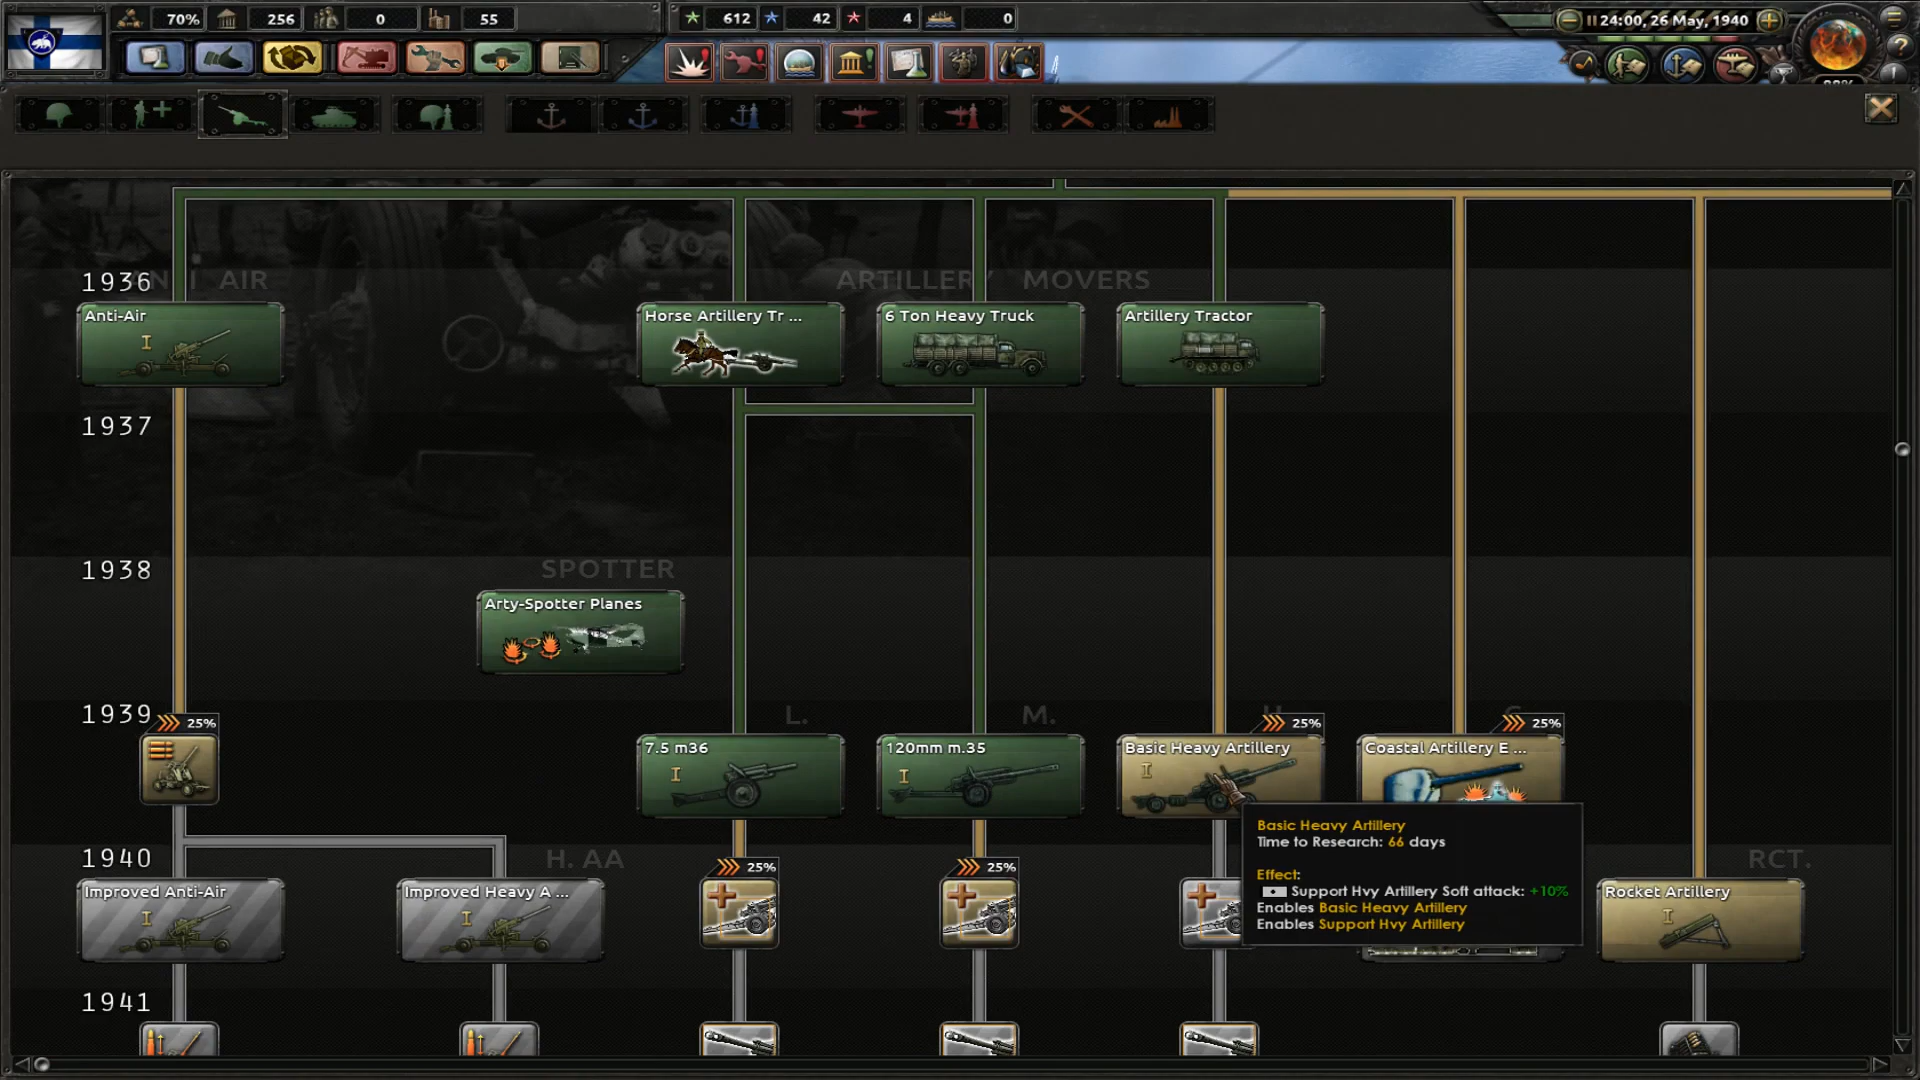 70%
256
0
55
612
42
4
0
24:00, 26 May, 1940
1936
ANTI AIR
ARTILLERY MOVERS
Anti-Air
I
Horse Artillery Tr ...
6 Ton Heavy Truck
Artillery Tractor
1937
1938
SPOTTER
Arty-Spotter Planes
1939
25%
L.
M.
25%
25%
7.5 m36
I
120mm m.35
I
Basic Heavy Artillery
I
Coastal Artillery E ...
Basic Heavy Artillery
Time to Research: 66 days
Effect:
Support Hvy Artillery Soft attack: +10%
Enables Basic Heavy Artillery
Enables Support Hvy Artillery
1940
H. AA
25%
25%
RCT.
Improved Anti-Air
I
Improved Heavy A ...
I
Rocket Artillery
I
1941